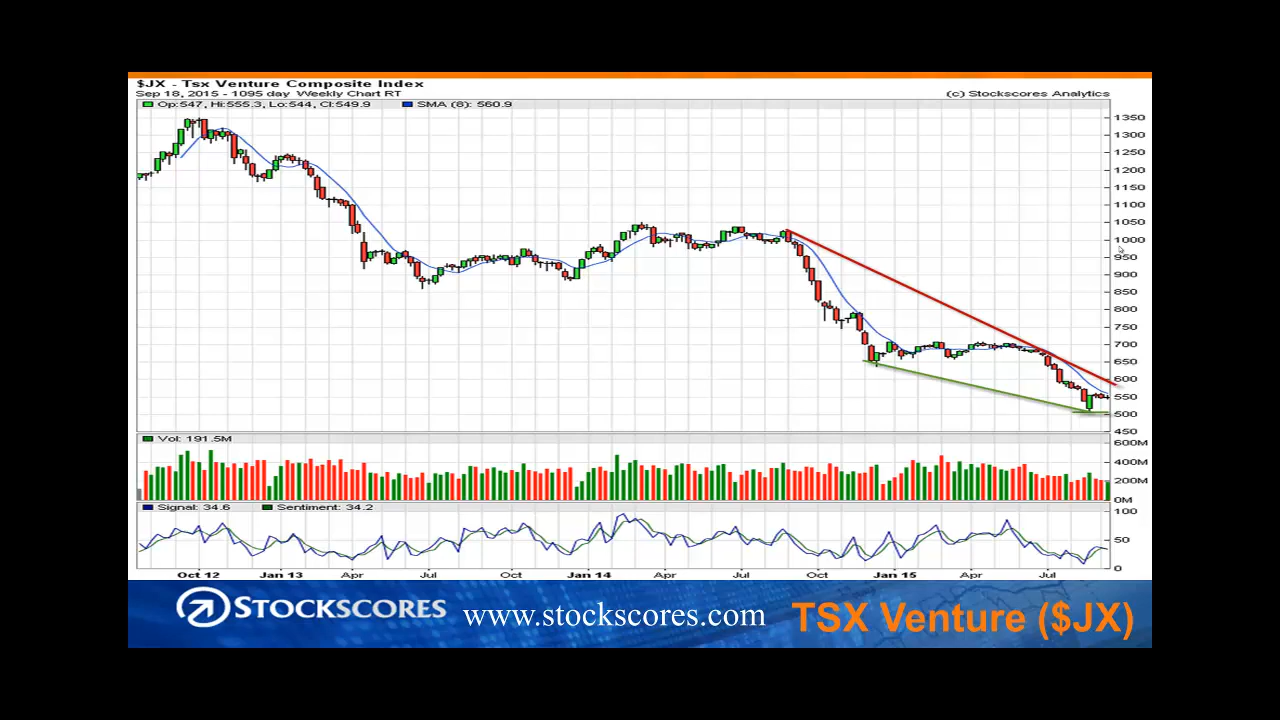 $JX - Tsx Venture Composite Index
Sep 18, 2015 - 1095 day Weekly Chart RT (c) Stockscores Analytics
Op:547, Hi:555.3, Lo:544, Cl:549.9 SMA (8): 560.9
1350
1300
1250
1200
1150
1100
1050
1000
950
900
850
800
750
700
650
600
550
500
450
Vol: 191.5M
600M
400M
200M
0M
Signal: 34.6 Sentiment: 34.2
100
50
0
Oct 12 Jan 13 Apr Jul Oct Jan 14 Apr Jul Oct Jan 15 Apr Jul
STOCKSCORES www.stockscores.com TSX Venture ($JX)